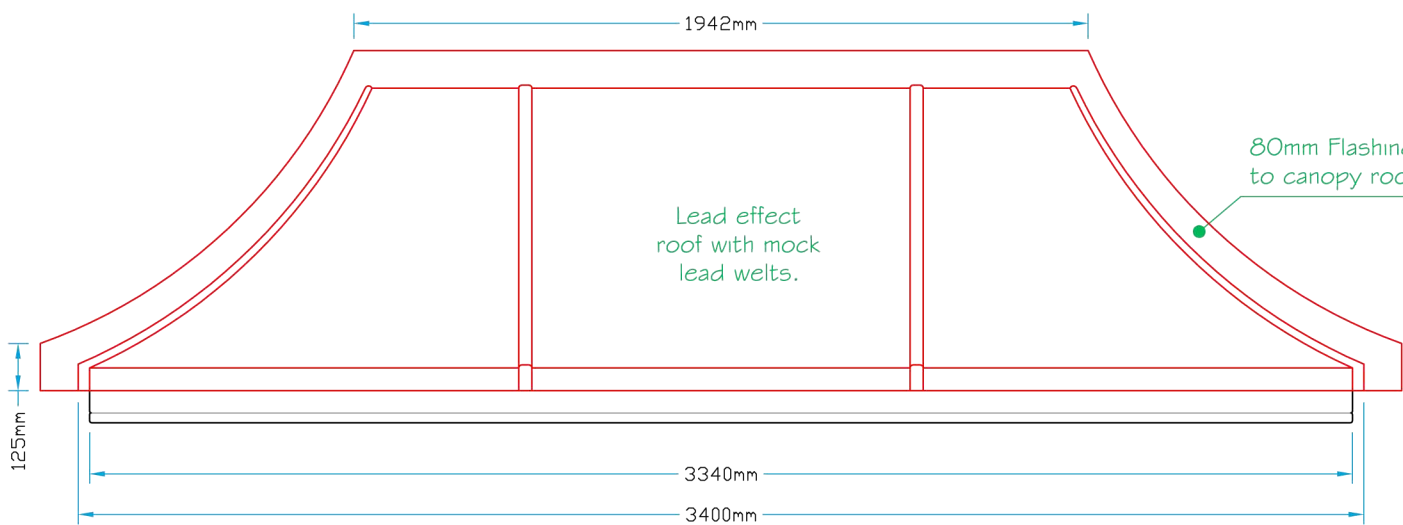 1942mm
80mm
to canopy
Lead effect
roof with mock
lead welts.
125mm
3340mm
3400mm